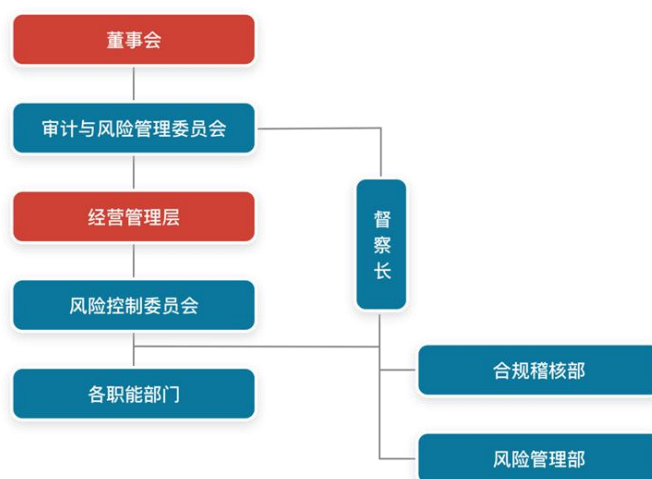 董事会
审计与风险管理委员会
经营管理层
督察长
风险控制委员会
合规稽核部
各职能部门
风险管理部